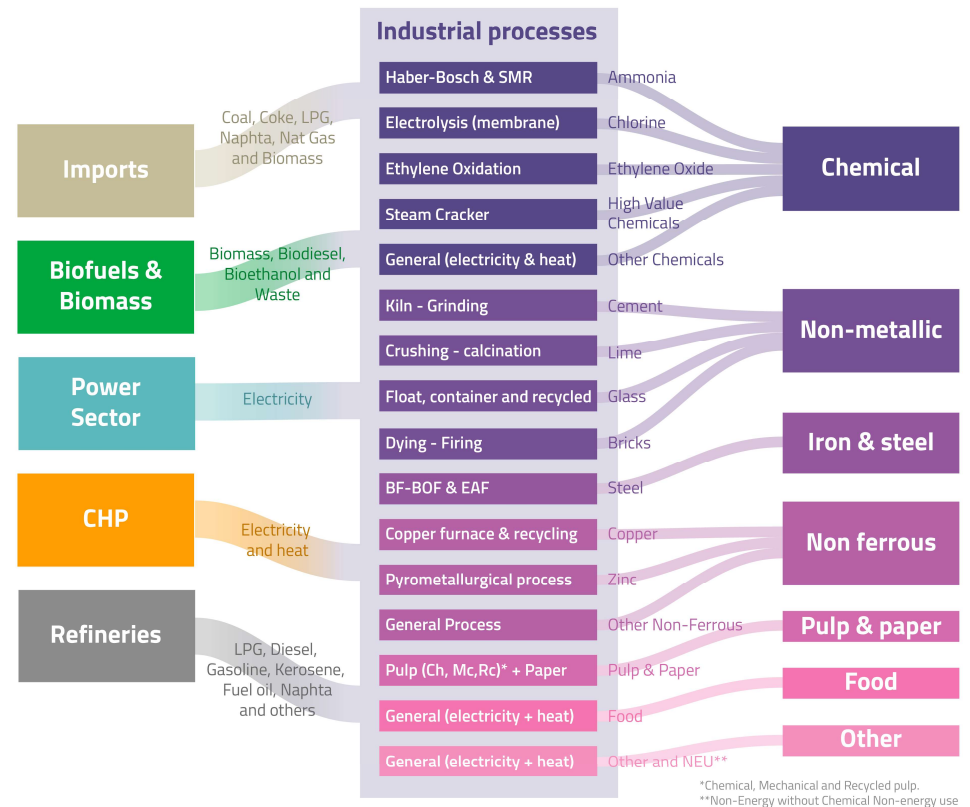 Industrial processes
Imports
Coal, Coke, LPG,
Naphta, Nat Gas
and Biomass
Biofuels &
Biomass
Biomass, Biodiesel,
Bioethanol and
Waste
Power
Sector
Electricity
CHP
Electricity
and heat
Refineries
LPG, Diesel,
Gasoline, Kerosene,
Fuel oil, Naphta
and others
Haber-Bosch & SMR
Ammonia
Electrolysis (membrane)
Chlorine
Ethylene Oxidation
Ethylene Oxide
Steam Cracker
High Value
Chemicals
General (electricity & heat)
Other Chemicals
Kiln - Grinding
Cement
Crushing - calcination
Lime
Float, container and recycled
Glass
Dying - Firing
Bricks
BF-BOF & EAF
Steel
Copper furnace & recycling
Copper
Pyrometallurgical process
Zinc
General Process
Other Non-Ferrous
Pulp (Ch, Mc,Rc)* + Paper
Pulp & Paper
General (electricity + heat)
Food
General (electricity + heat)
Other and NEU**
Chemical
Non-metallic
Iron & steel
Non ferrous
Pulp & paper
Food
Other
*Chemical, Mechanical and Recycled pulp.
**Non-Energy without Chemical Non-energy use